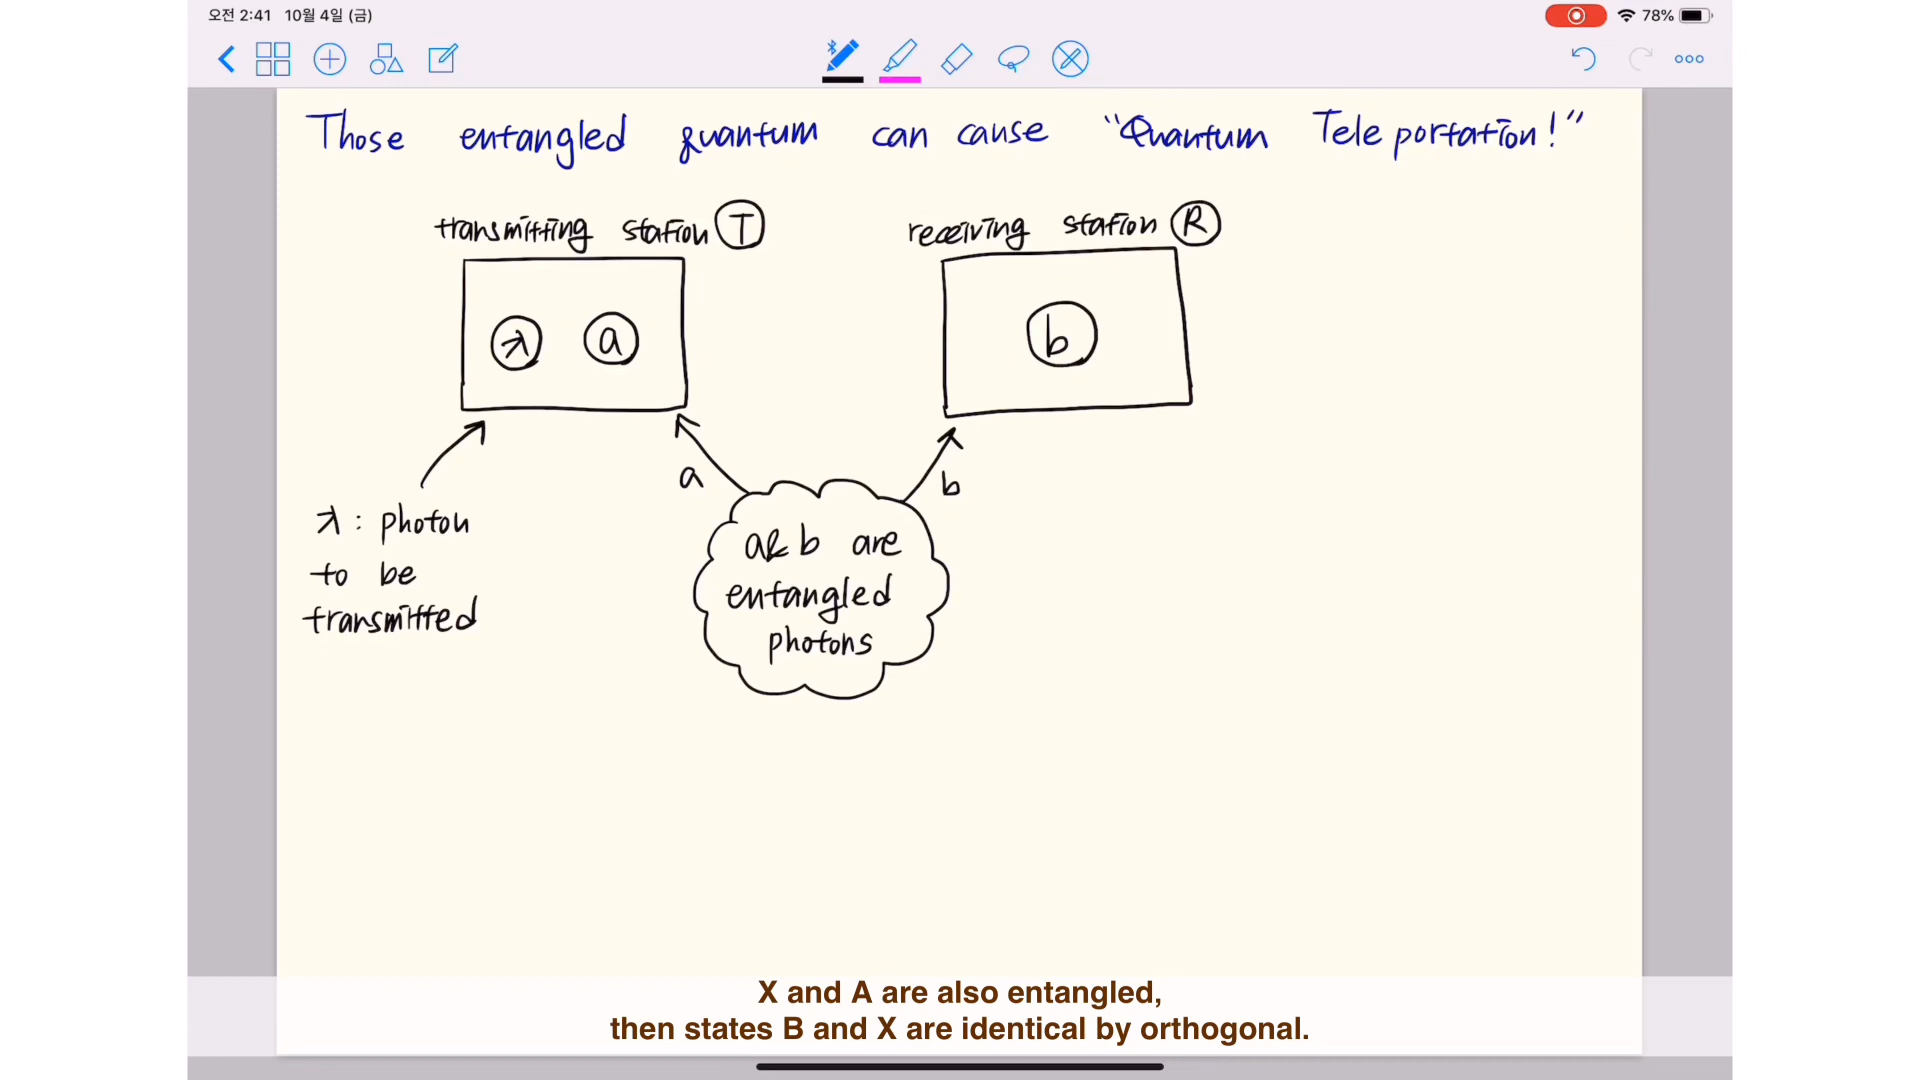 오전 2:41 10월 4일 (금)
78%
Those entangled quantum can cause "Quantum Teleportation!"
transmitting station T
receiving station R
x a
b
a
b
x : photon
to be
transmitted
a & b are
entangled
photons
X and A are also entangled,
then states B and X are identical by orthogonal.